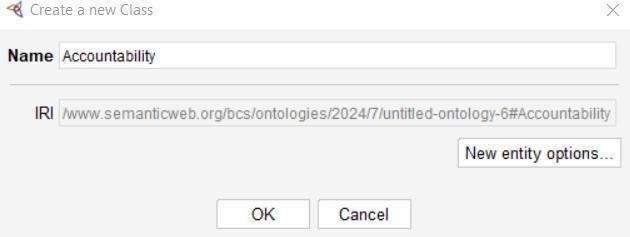 Create a new Class
Name Accountability
IRI /www.semanticweb.org/bcs/ontologies/2024/7/untitled-ontology-6#Accountability
New entity options...
OK Cancel